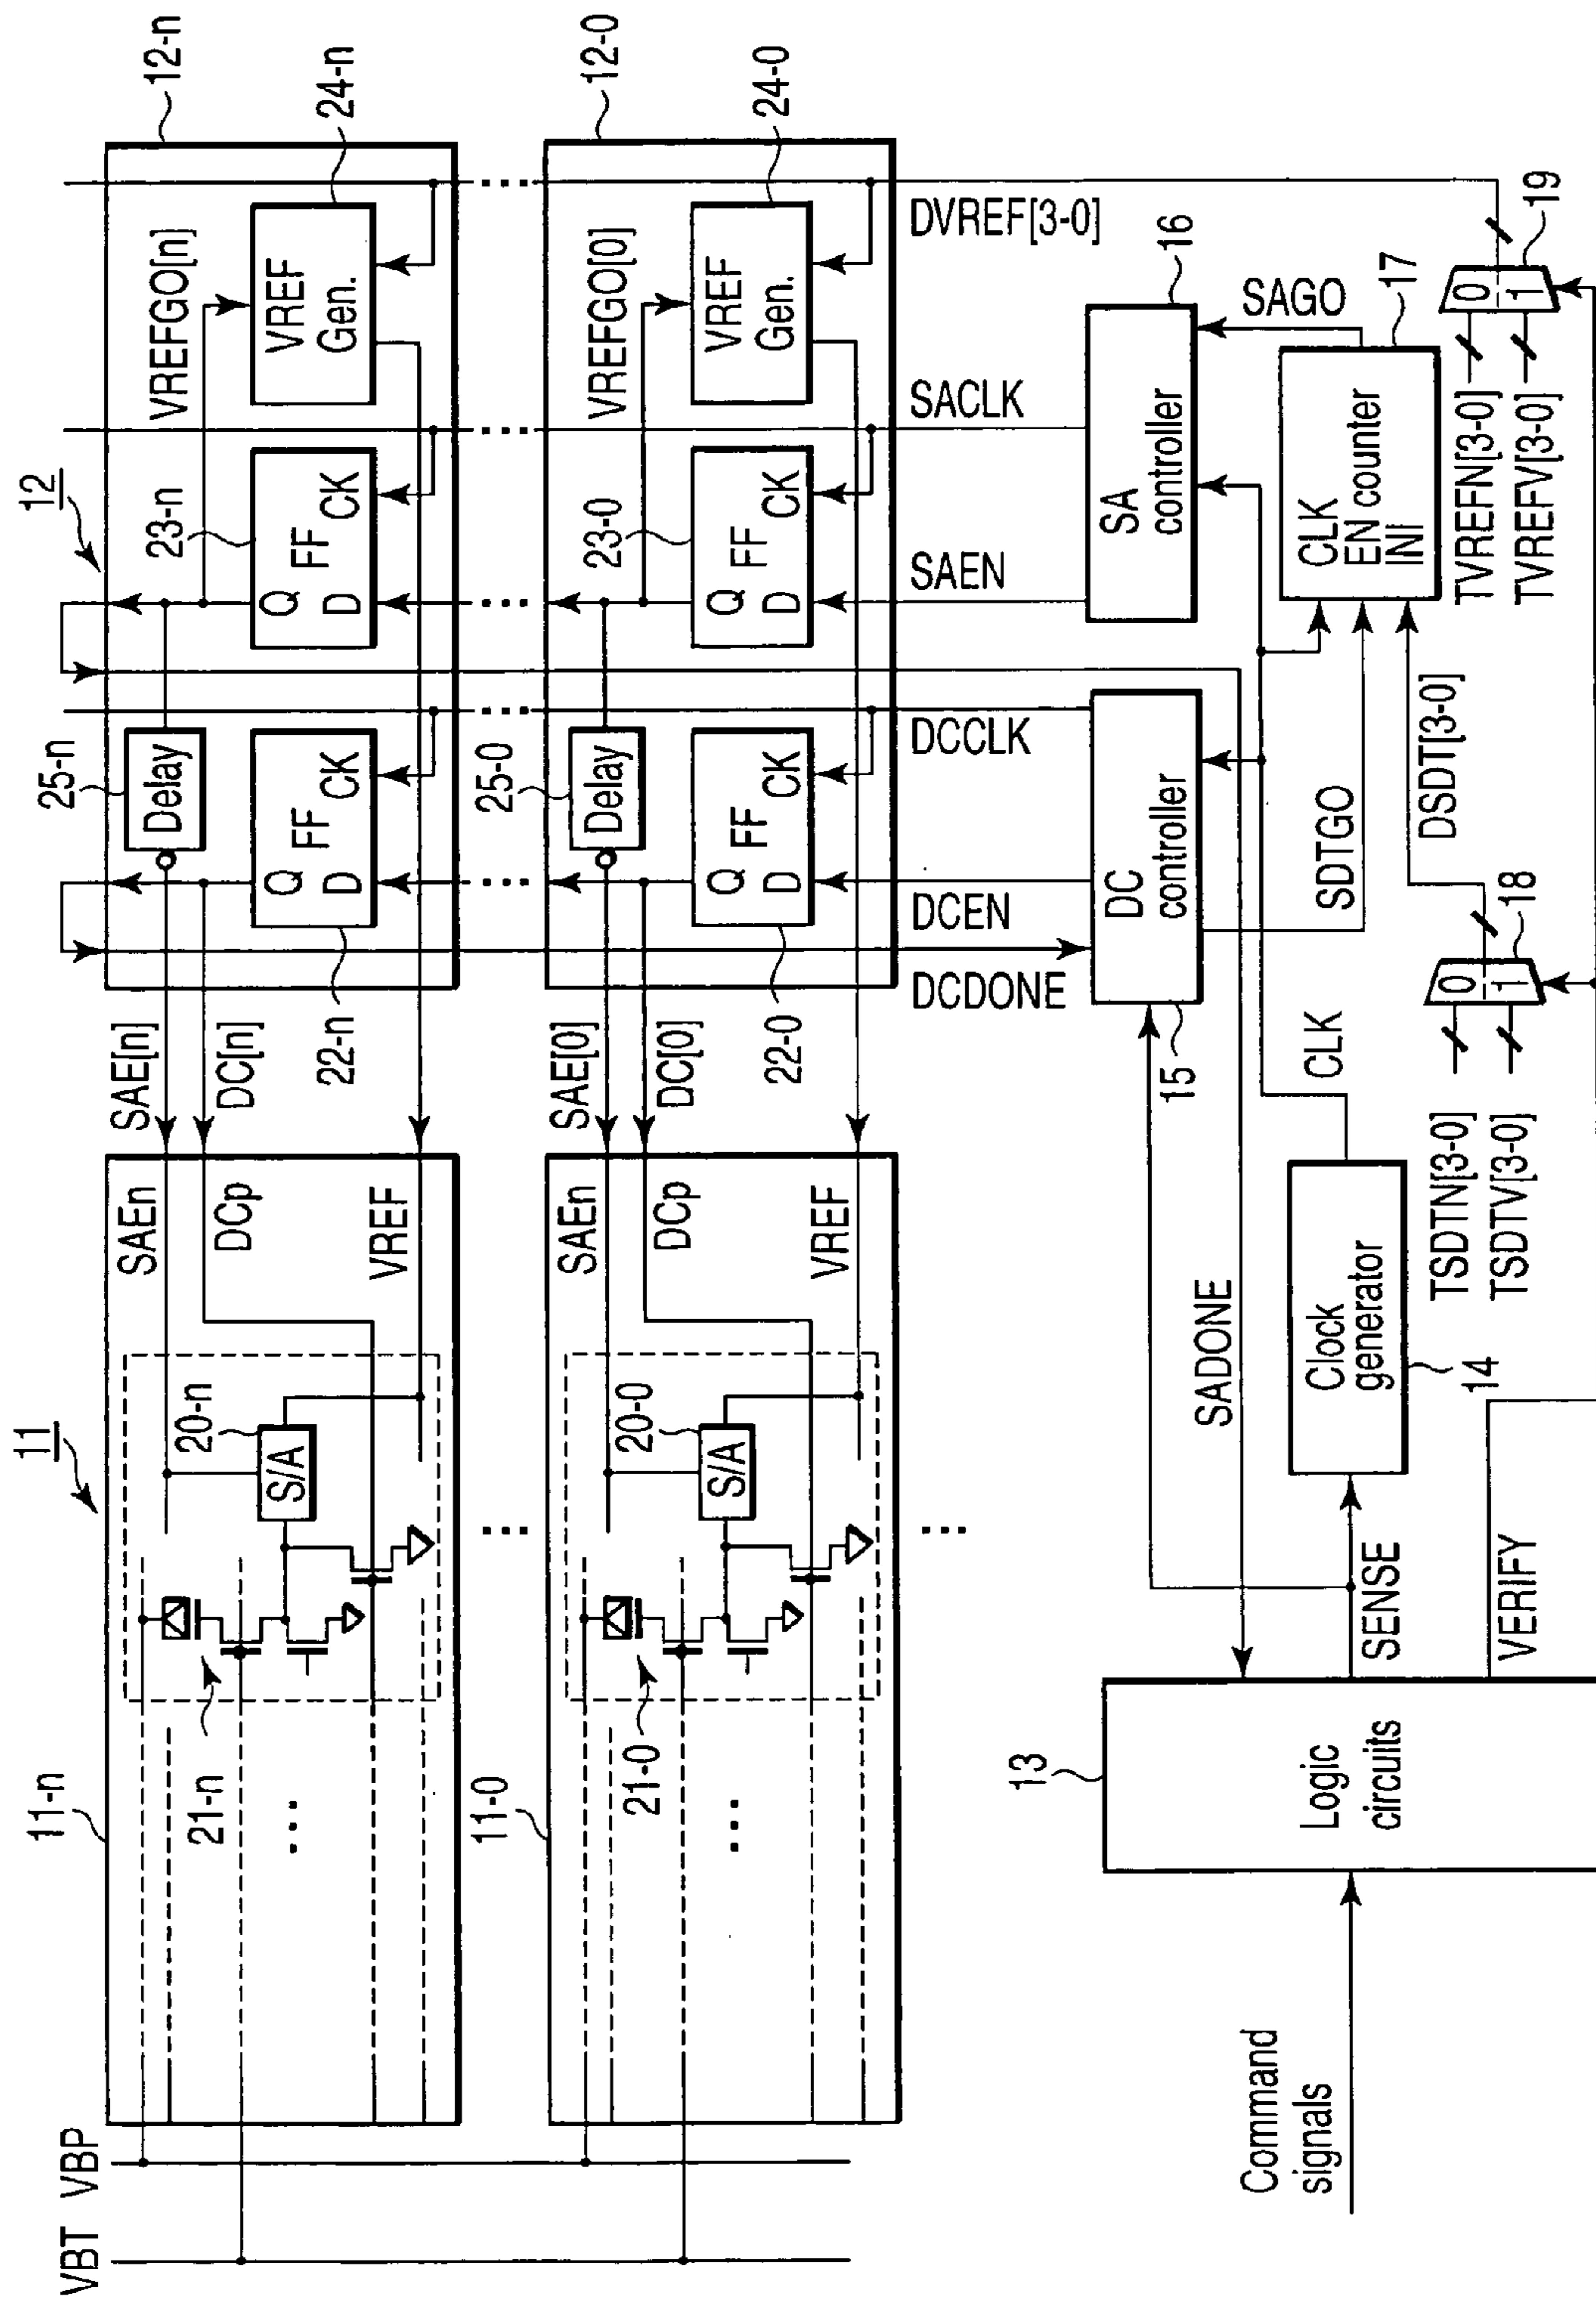 VBT VBP
11
12
11-n
21-n
20-n
S/A
...
SAEn
DCp
VREF
SAE[n]
DC[n]
22-n
25-n
Delay
Q
D
FF
CK
23-n
Q
D
FF
CK
VREFGO[n]
VREF
Gen.
24-n
12-n
...
...
...
...
...
11-0
21-0
20-0
S/A
...
SAEn
DCp
VREF
SAE[0]
DC[0]
22-0
25-0
Delay
Q
D
FF
CK
23-0
Q
D
FF
CK
VREFGO[0]
VREF
Gen.
24-0
12-0
...
DCDONE
DCEN
DCCLK
SAEN
SACLK
DVREF[3-0]
Command
signals
13
Logic
circuits
SADONE
SENSE
VERIFY
Clock
generator
14
CLK
15
DC
controller
SDTGO
SA
controller
16
SAGO
CLK
EN counter
INI
17
TSDTN[3-0]
TSDTV[3-0]
0
1
18
DSDT[3-0]
TVREFN[3-0]
TVREFV[3-0]
0
1
19